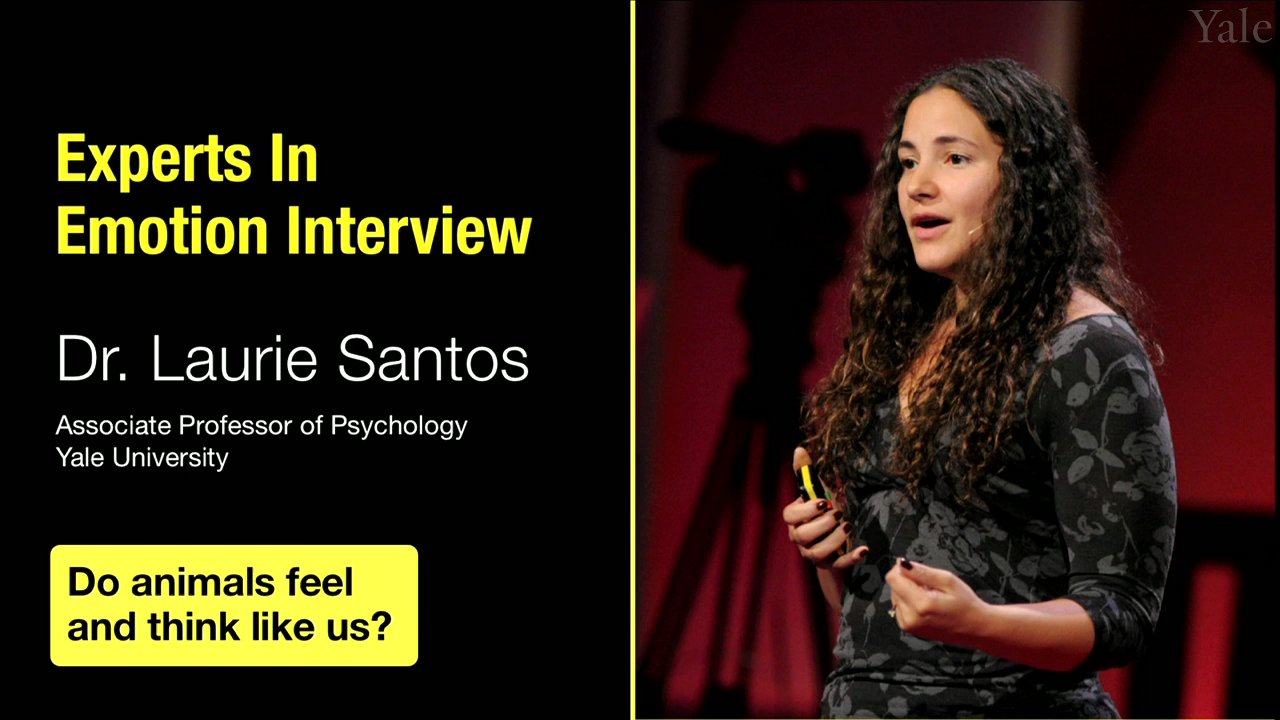 Yale
Experts In
Emotion Interview
Dr. Laurie Santos
Associate Professor of Psychology
Yale University
Do animals feel
and think like us?